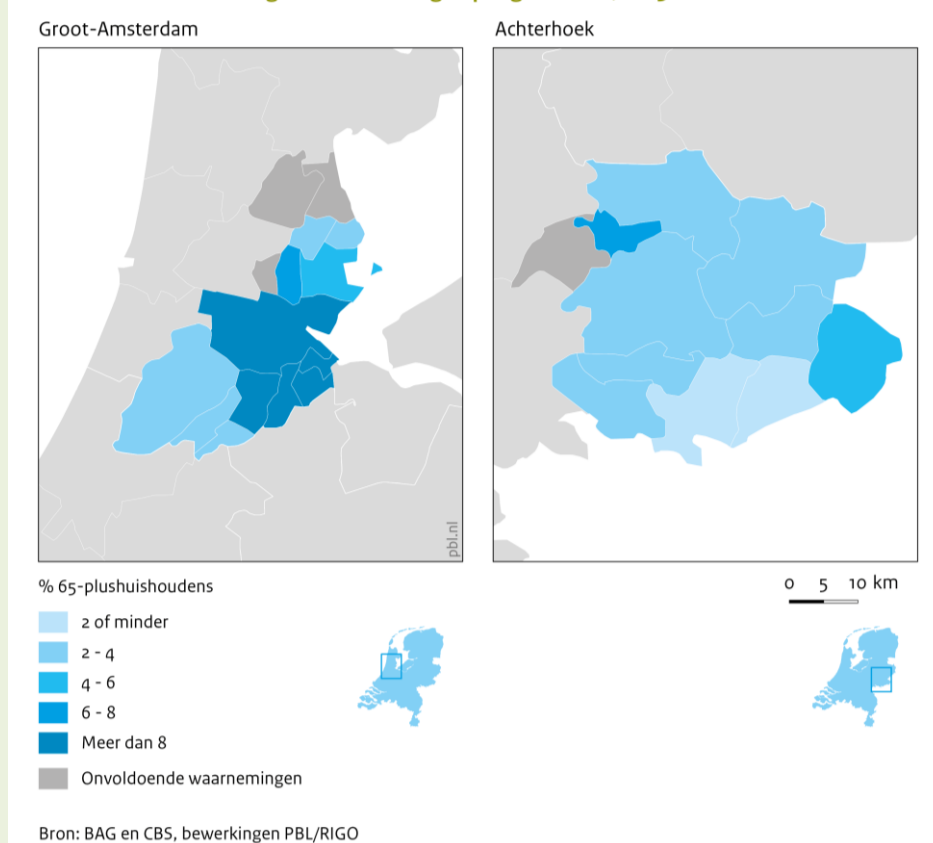 Groot-Amsterdam
Achterhoek
pbl.nl
% 65-plushuishoudens
2 of minder
2 - 4
4 - 6
6 - 8
Meer dan 8
Onvoldoende waarnemingen
0 5 10 km
Bron: BAG en CBS, bewerkingen PBL/RIGO